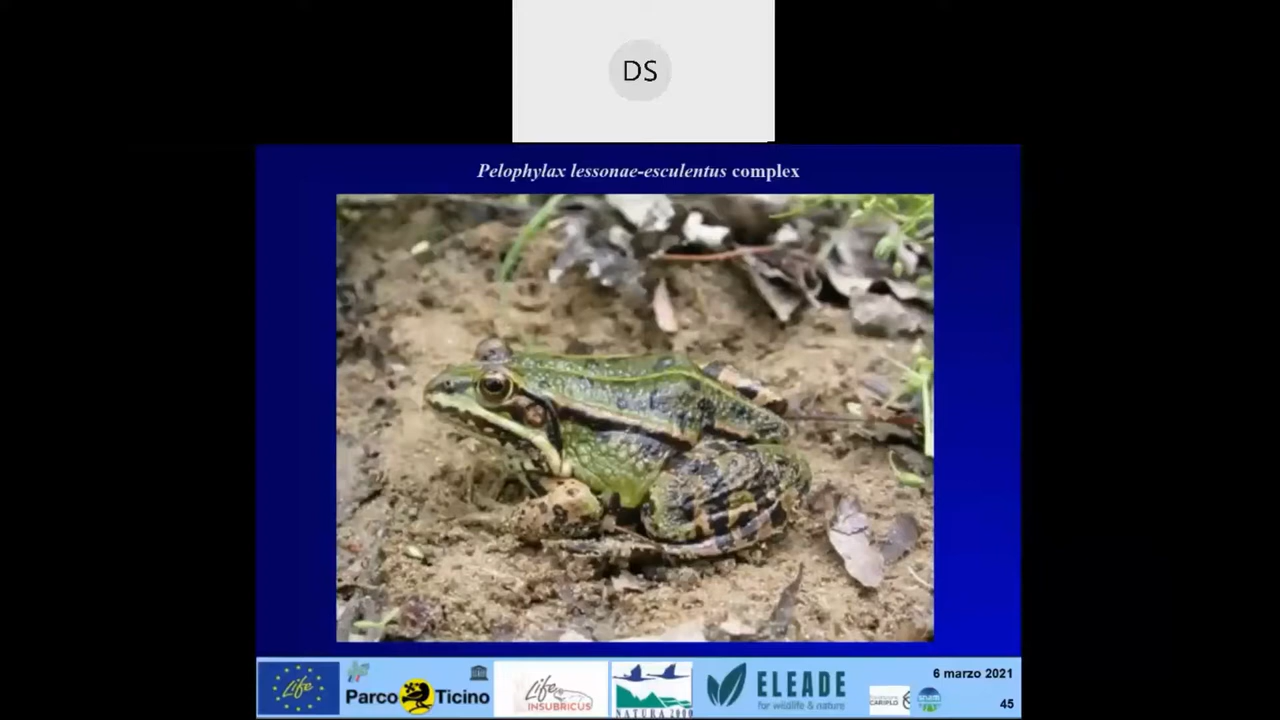 DS
Pelophylax lessonae-esculentus complex
Life
Parco Ticino
Life
INSUBRICUS
NATURA 2000
ELEADE
for wildlife & nature
CARIPLO
6 marzo 2021
45